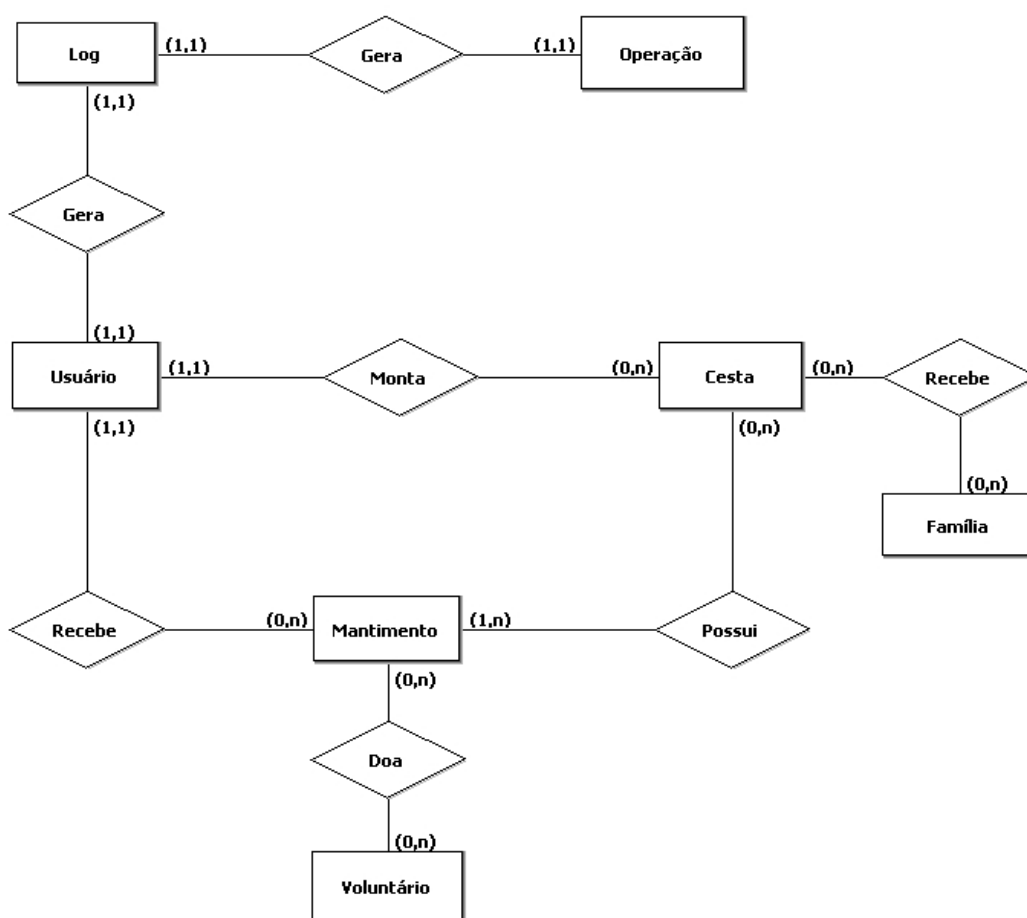 Log
(1,1)
Gera
(1,1)
Operação
(1,1)
Gera
(1,1)
Usuário
(1,1)
Monta
(0,n)
Cesta
(0,n)
Recebe
(1,1)
(0,n)
(0,n)
Família
Recebe
(0,n)
Mantimento
(1,n)
Possui
(0,n)
Doa
(0,n)
Voluntário